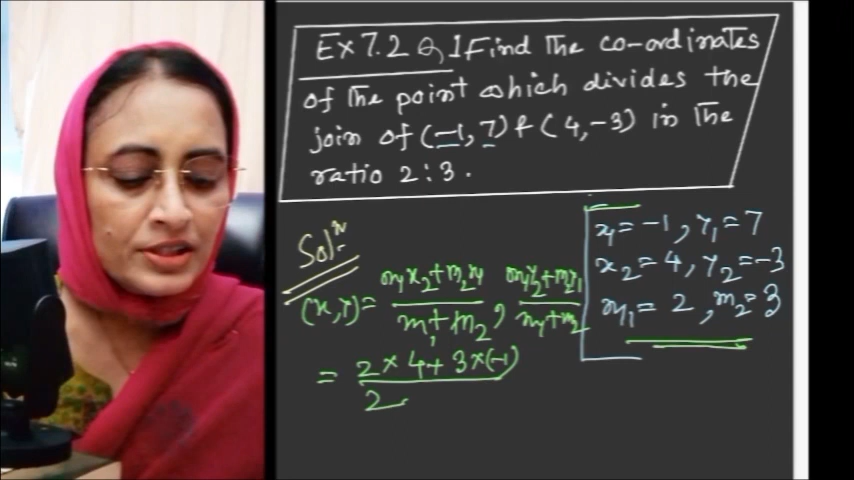 Ex 7.2 Q 1 Find The co-ordinates
of The point which divides the
join of (-1, 7) & ( 4, -3) in The
ratio 2 : 3 .
Solⁿ.
x₁ = -1 , Y₁ = 7
x₂ = 4 , Y₂ = -3
m₁ = 2 , m₂ = 3
(x, Y) = m₁x₂+m₂x₁ / m₁+m₂ , m₁Y₂+m₂Y₁ / m₁+m₂
= 2 × 4 + 3 × (-1) / 2